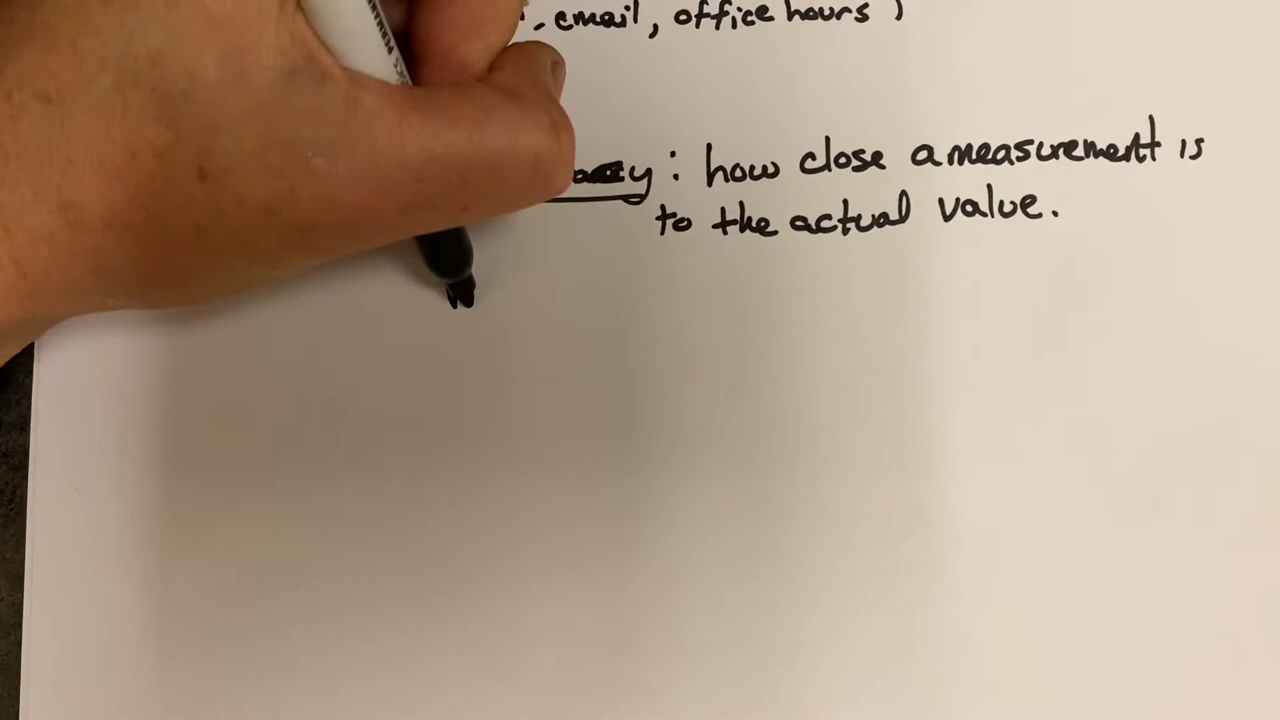 email, office hours )
: how close a measurement is
to the actual value.